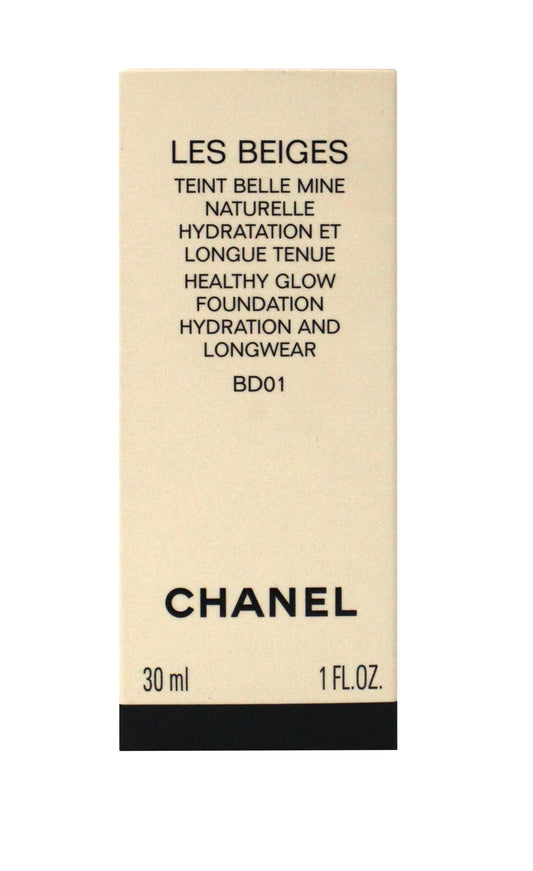 LES BEIGES
TEINT BELLE MINE
NATURELLE
HYDRATATION ET
LONGUE TENUE
HEALTHY GLOW
FOUNDATION
HYDRATION AND
LONGWEAR
BD01
CHANEL
30 ml 1 FL.OZ.